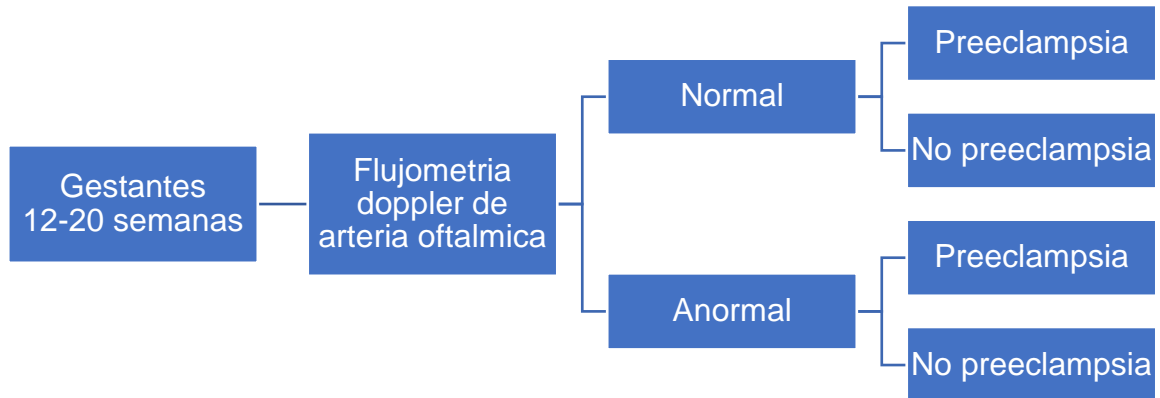 Gestantes
12-20 semanas
Flujometria
doppler de
arteria oftalmica
Normal
Preeclampsia
No preeclampsia
Anormal
Preeclampsia
No preeclampsia